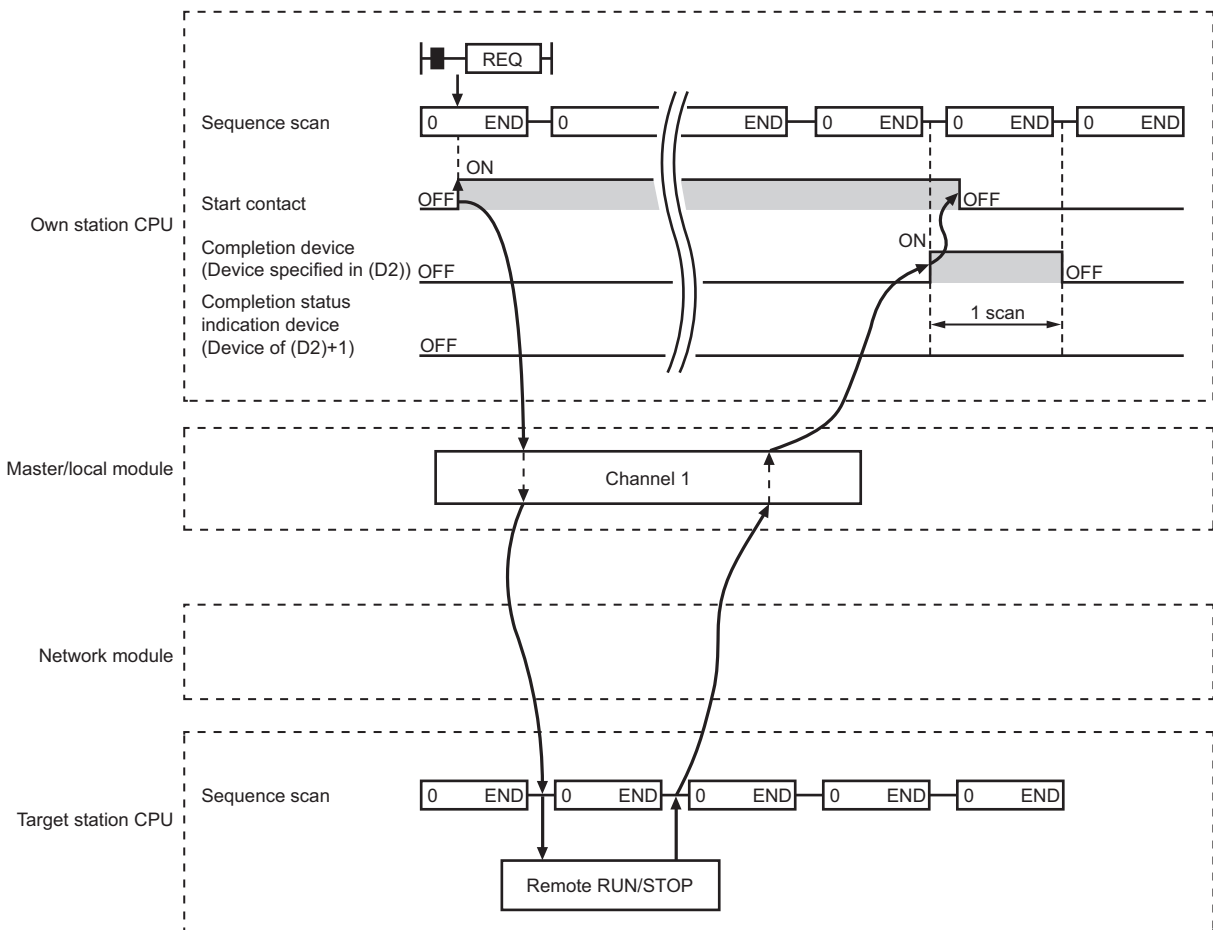 REQ
Sequence scan
0 END 0 END 0 END 0 END 0 END
ON
Start contact
OFF
OFF
Own station CPU
ON
Completion device
(Device specified in (D2))
OFF
OFF
Completion status
indication device
(Device of (D2)+1)
1 scan
OFF
Master/local module
Channel 1
Network module
Sequence scan
0 END 0 END 0 END 0 END 0 END
Target station CPU
Remote RUN/STOP